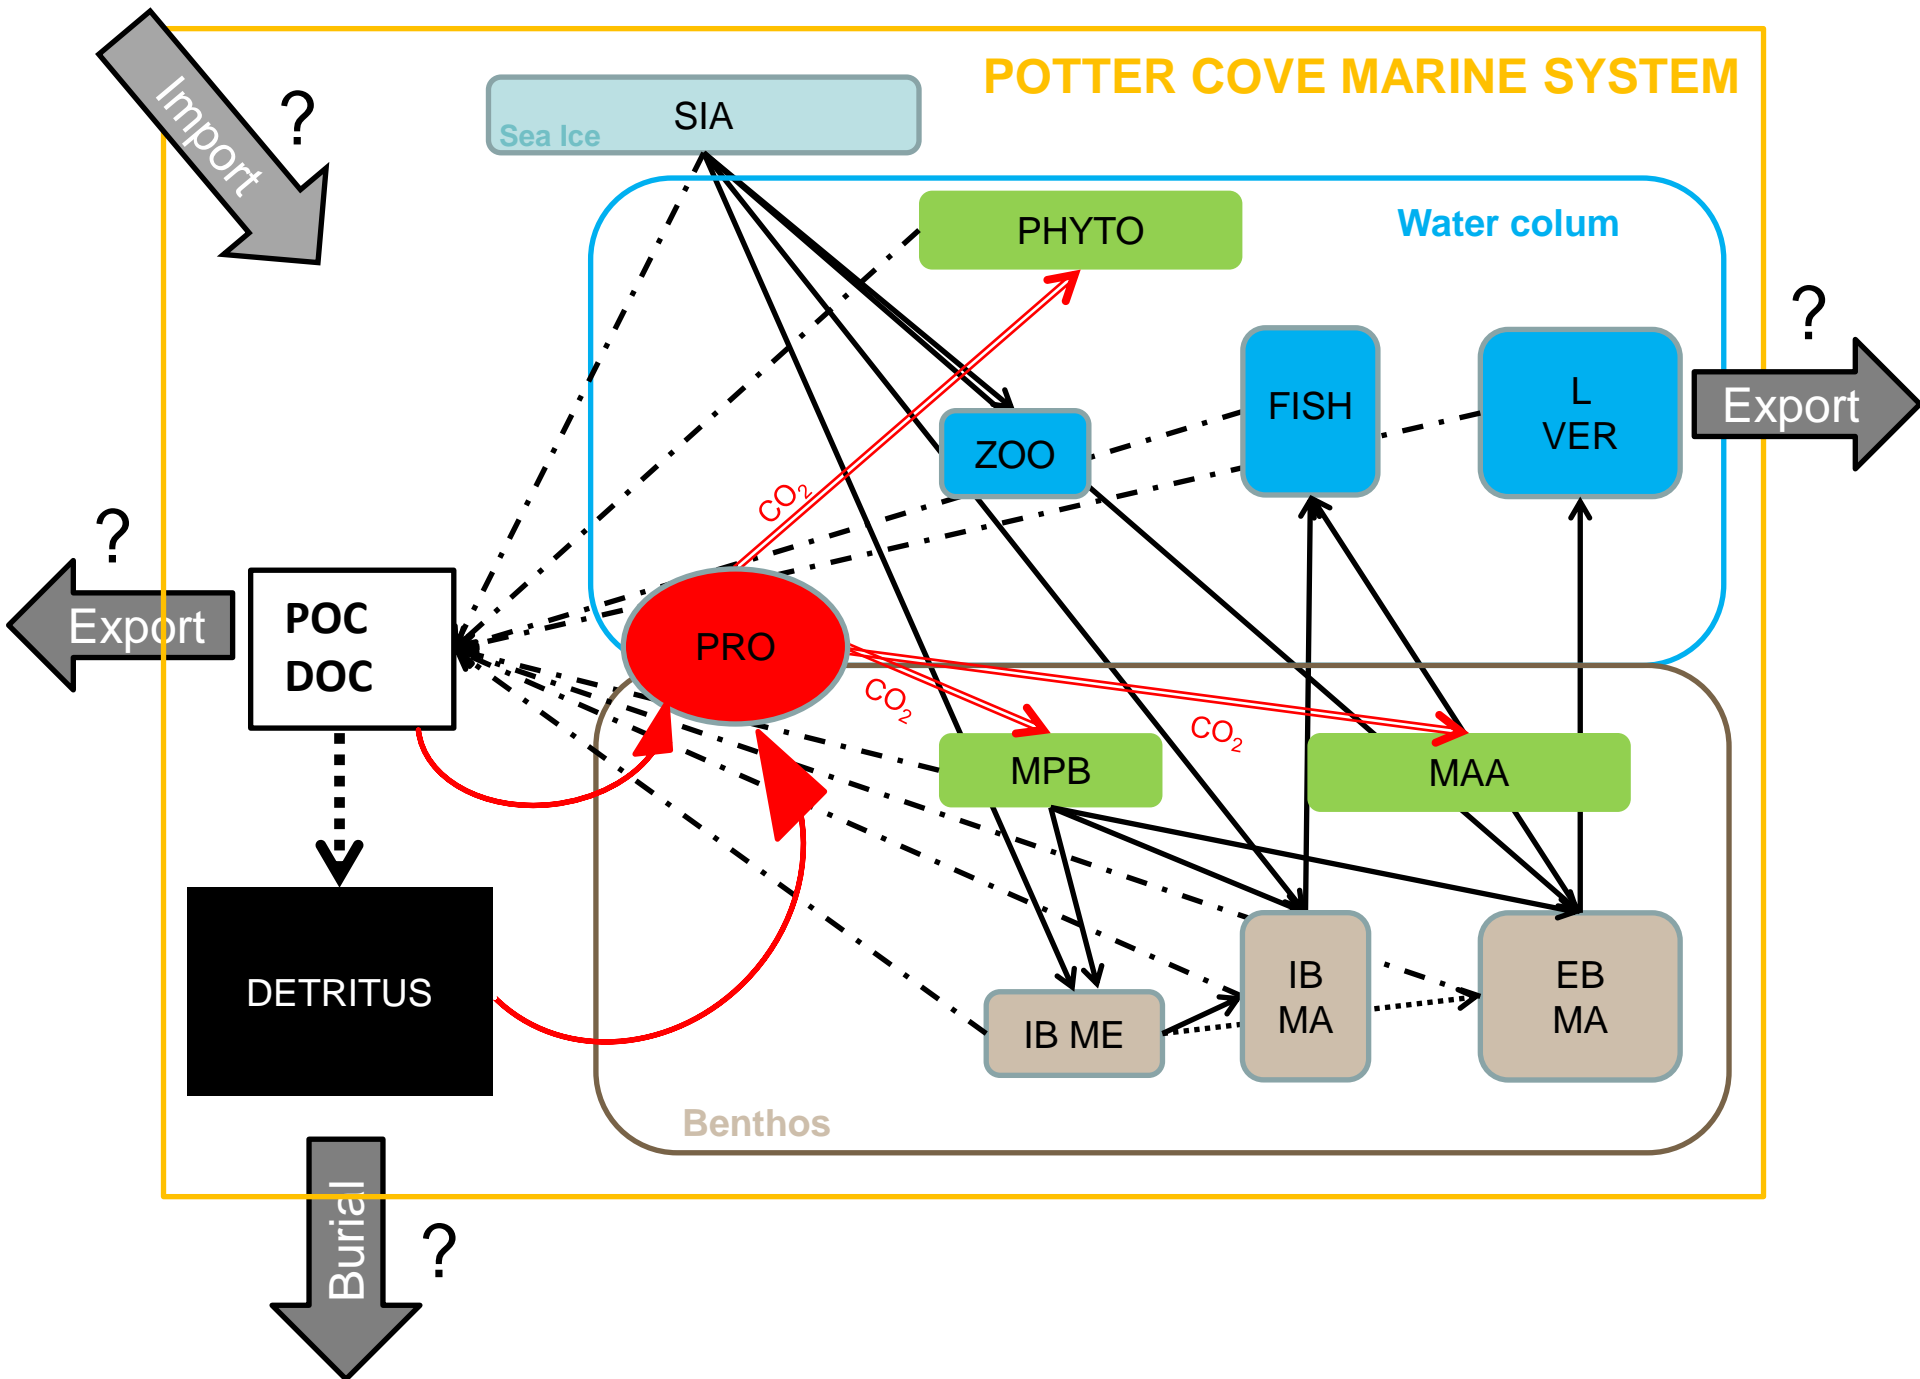 POTTER COVE MARINE SYSTEM
Import
?
SIA
Sea Ice
PHYTO
Water colum
?
FISH
L
VER
Export
ZOO
CO2
?
Export
POC
DOC
PRO
CO2
CO2
MPB
MAA
DETRITUS
IB ME
IB
MA
EB
MA
Benthos
Burial
?